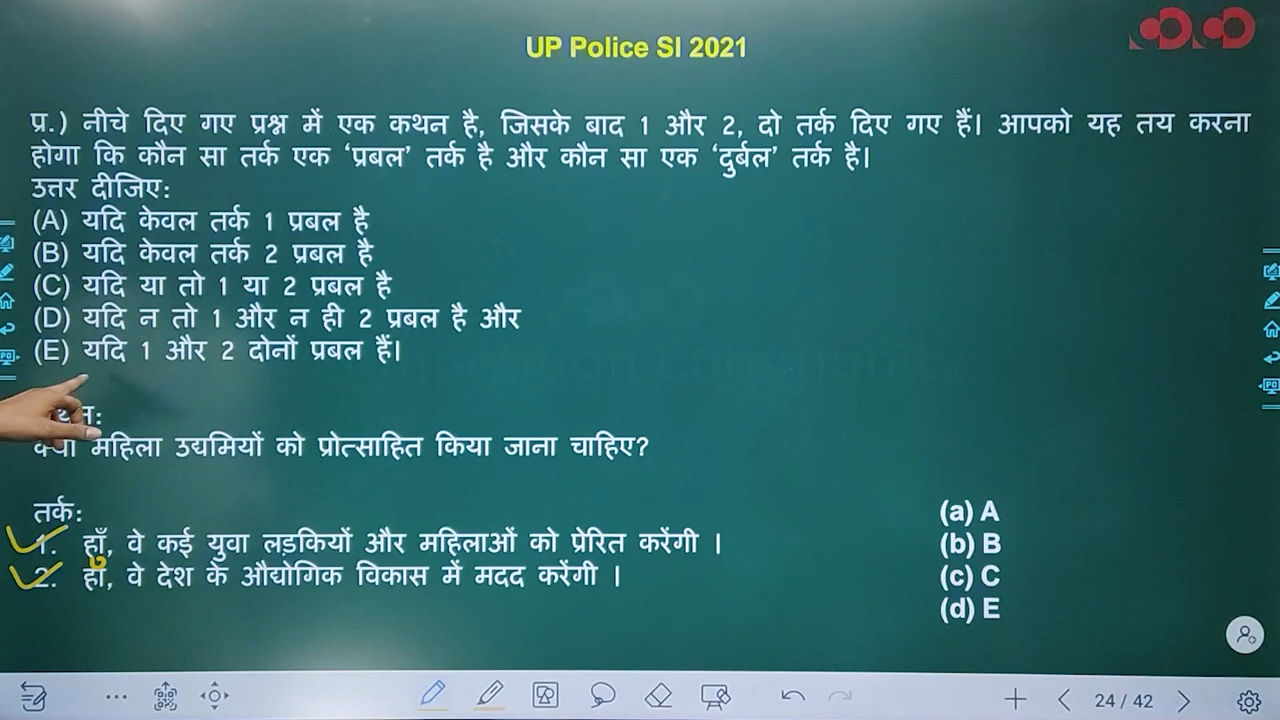 UP Police SI 2021
प्र.) नीचे दिए गए प्रश्न में एक कथन है, जिसके बाद 1 और 2, दो तर्क दिए गए हैं। आपको यह तय करना
होगा कि कौन सा तर्क एक ‘प्रबल’ तर्क है और कौन सा एक ‘दुर्बल’ तर्क है।
उत्तर दीजिए:
(A) यदि केवल तर्क 1 प्रबल है
(B) यदि केवल तर्क 2 प्रबल है
(C) यदि या तो 1 या 2 प्रबल है
(D) यदि न तो 1 और न ही 2 प्रबल है और
(E) यदि 1 और 2 दोनों प्रबल हैं।
क्या महिला उद्यमियों को प्रोत्साहित किया जाना चाहिए?
तर्क:
1. हाँ, वे कई युवा लड़कियों और महिलाओं को प्रेरित करेंगी ।
2. हाँ, वे देश के औद्योगिक विकास में मदद करेंगी ।
(a) A
(b) B
(c) C
(d) E
24 / 42